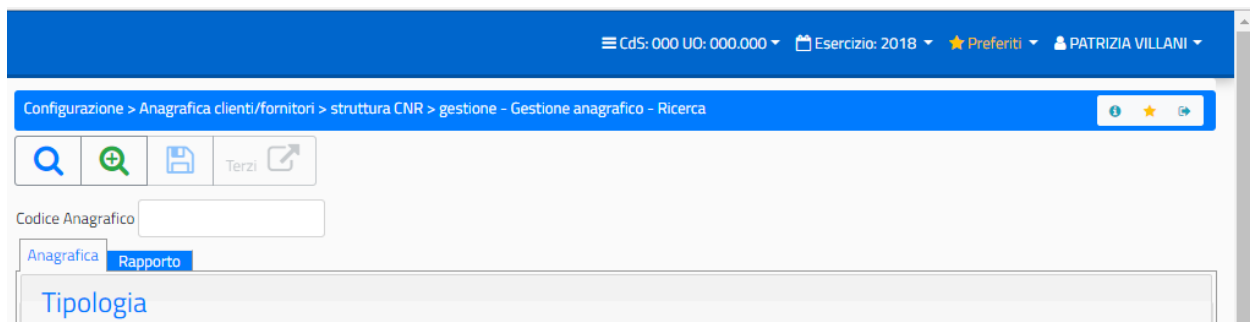 CdS: 000 UO: 000.000 Esercizio: 2018 Preferiti PATRIZIA VILLANI
Configurazione > Anagrafica clienti/fornitori > struttura CNR > gestione - Gestione anagrafico - Ricerca
Terzi
Codice Anagrafico
Anagrafica Rapporto
Tipologia